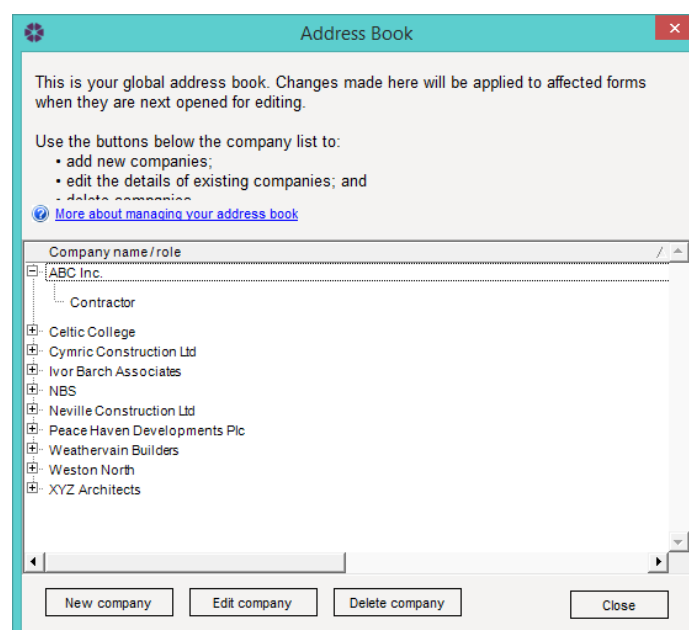 Address Book
This is your global address book. Changes made here will be applied to affected forms
when they are next opened for editing.
Use the buttons below the company list to:
• add new companies;
• edit the details of existing companies; and
• delete companies
More about managing your address book
Company name/role
ABC Inc.
Contractor
Celtic College
Cymric Construction Ltd
Ivor Barch Associates
NBS
Neville Construction Ltd
Peace Haven Developments Plc
Weathervain Builders
Weston North
XYZ Architects
New company Edit company Delete company Close